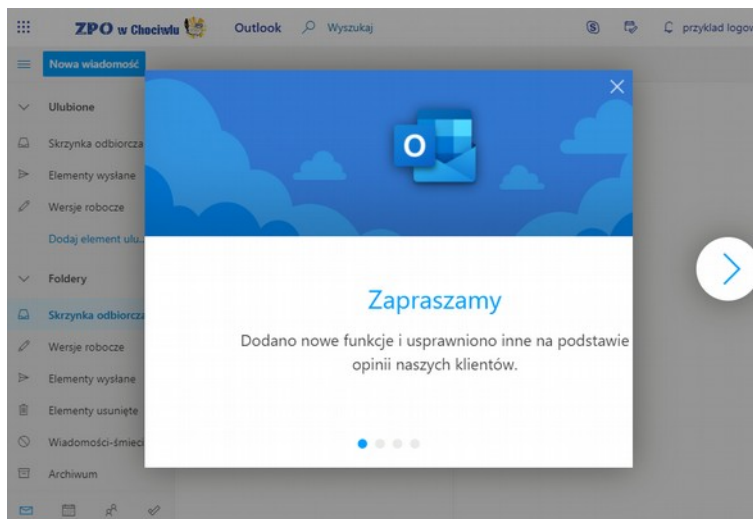 ZPO w Chociwlu Outlook Wyszukaj przyklad logow
Nowa wiadomość
Ulubione
Skrzynka odbiorcza
Elementy wysłane
Wersje robocze
Dodaj element ulu...
Foldery
Skrzynka odbiorcza
Wersje robocze
Elementy wysłane
Elementy usunięte
Wiadomości-śmieci
Archiwum
Zapraszamy
Dodano nowe funkcje i usprawniono inne na podstawie
opinii naszych klientów.